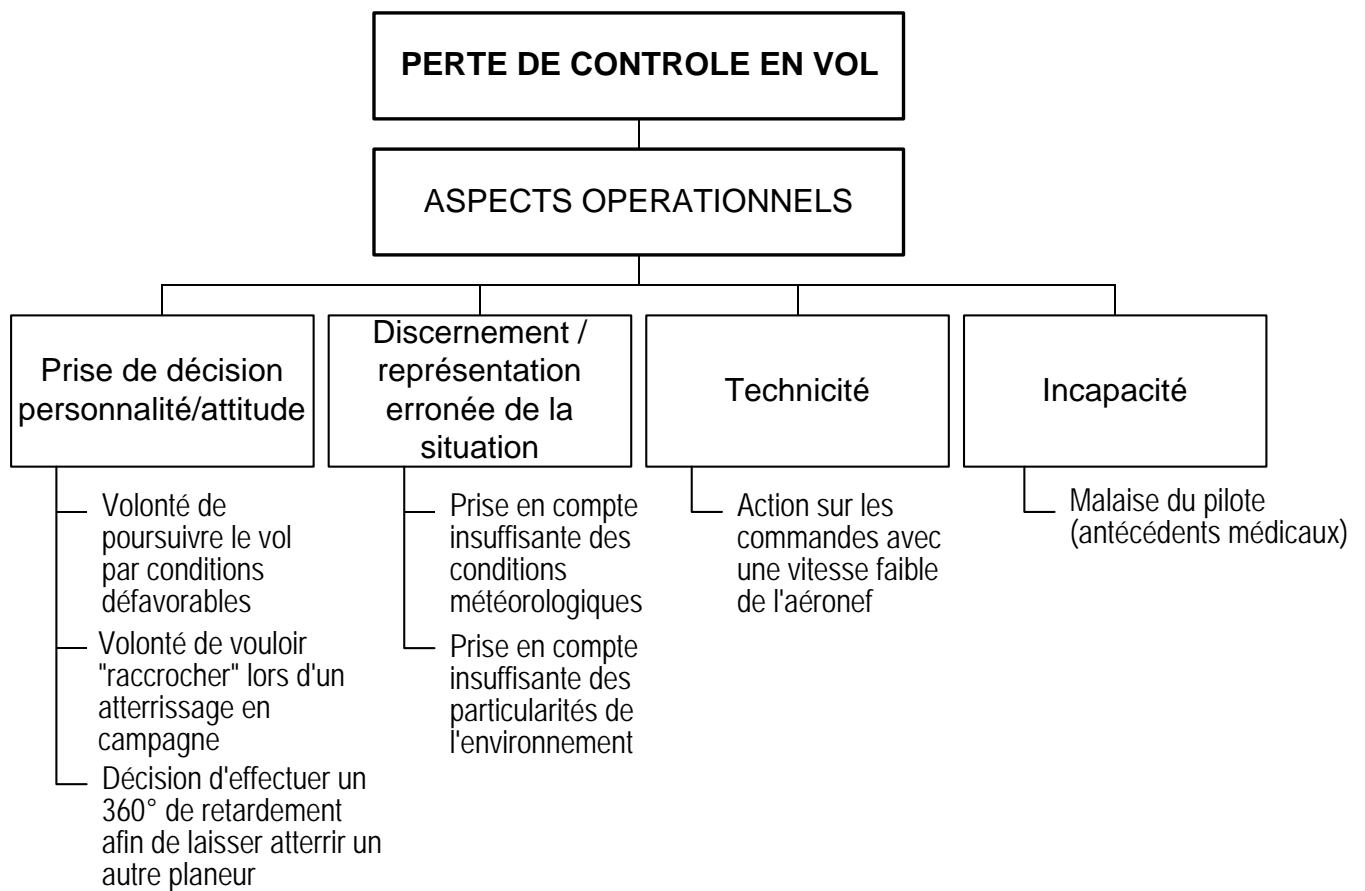 PERTE DE CONTROLE EN VOL
ASPECTS OPERATIONNELS
Prise de décision
personnalité/attitude
Volonté de
poursuivre le vol
par conditions
défavorables
Volonté de vouloir
"raccrocher" lors d'un
atterrissage en
campagne
Décision d'effectuer un
360° de retardement
afin de laisser atterrir un
autre planeur
Discernement /
représentation
erronée de la
situation
Prise en compte
insuffisante des
conditions
météorologiques
Prise en compte
insuffisante des
particularités de
l'environnement
Technicité
Action sur les
commandes avec
une vitesse faible
de l'aéronef
Incapacité
Malaise du pilote
(antécédents médicaux)